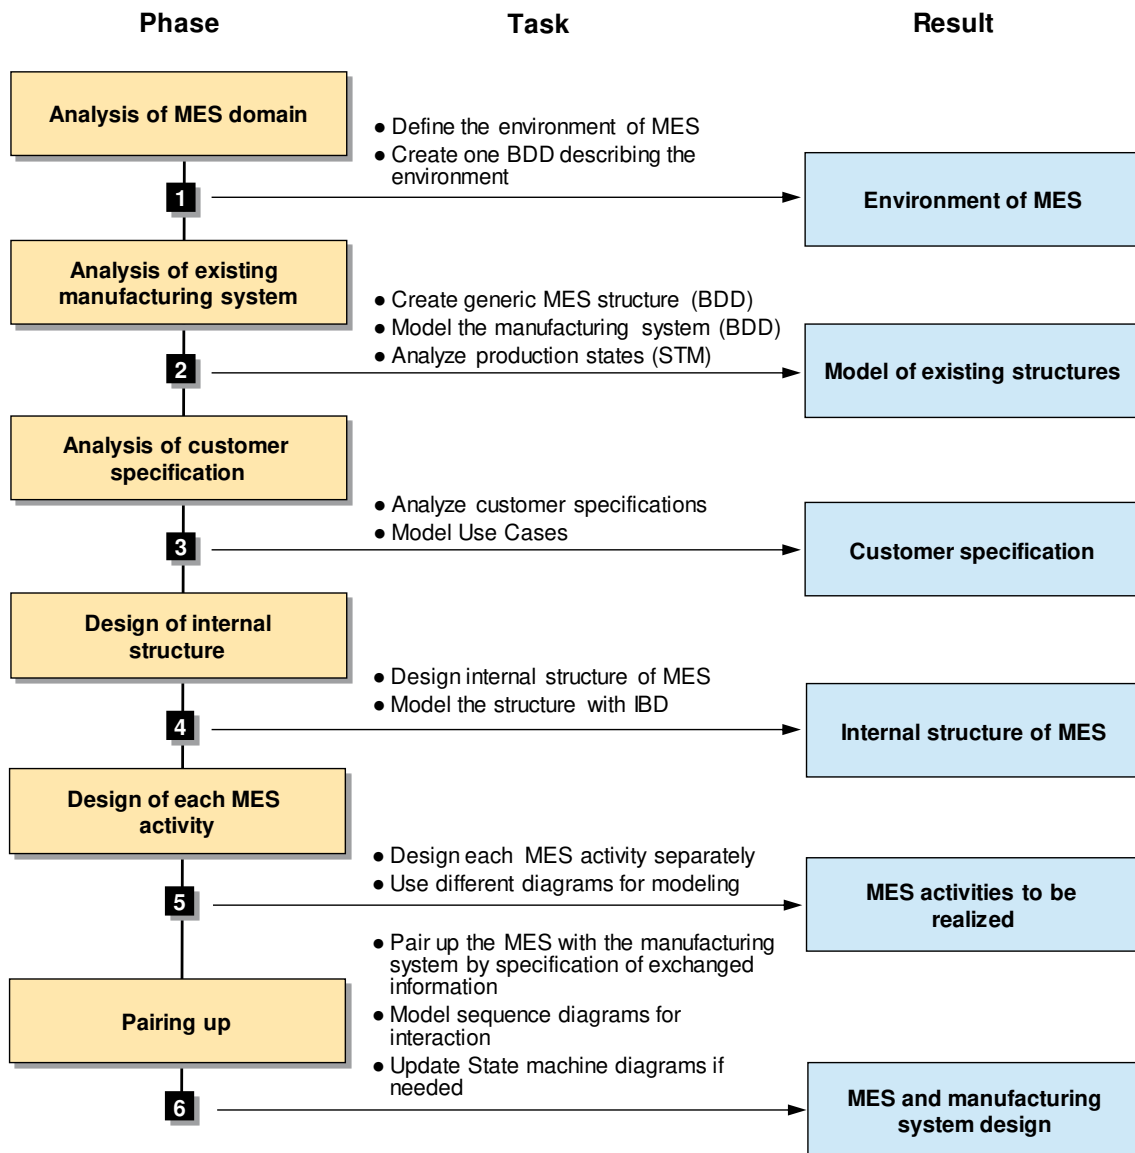 Phase
Task
Result
Analysis of MES domain
● Define the environment of MES
● Create one BDD describing the
environment
1
Environment of MES
Analysis of existing
manufacturing system
● Create generic MES structure (BDD)
● Model the manufacturing system (BDD)
● Analyze production states (STM)
2
Model of existing structures
Analysis of customer
specification
● Analyze customer specifications
● Model Use Cases
3
Customer specification
Design of internal
structure
● Design internal structure of MES
● Model the structure with IBD
4
Internal structure of MES
Design of each MES
activity
● Design each MES activity separately
● Use different diagrams for modeling
5
MES activities to be
realized
● Pair up the MES with the manufacturing
system by specification of exchanged
information
● Model sequence diagrams for
interaction
● Update State machine diagrams if
needed
Pairing up
6
MES and manufacturing
system design